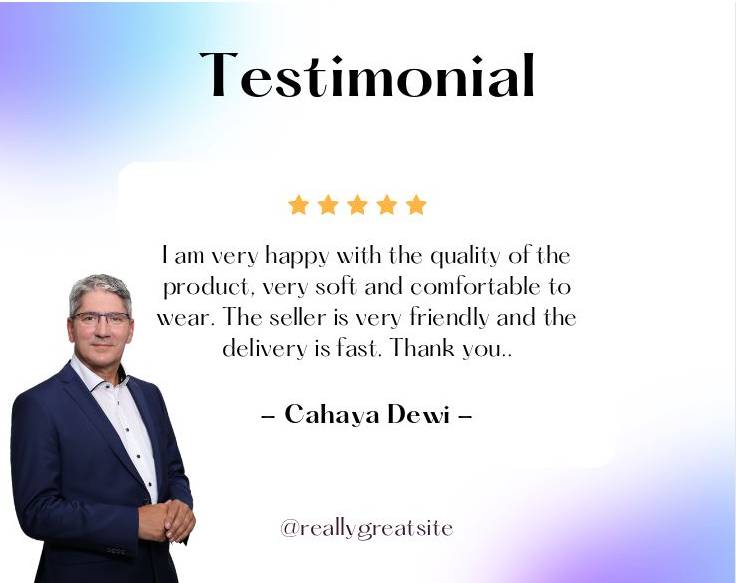 Testimonial
I am very happy with the quality of the
product, very soft and comfortable to
wear. The seller is very friendly and the
delivery is fast. Thank you..
– Cahaya Dewi –
@reallygreatsite